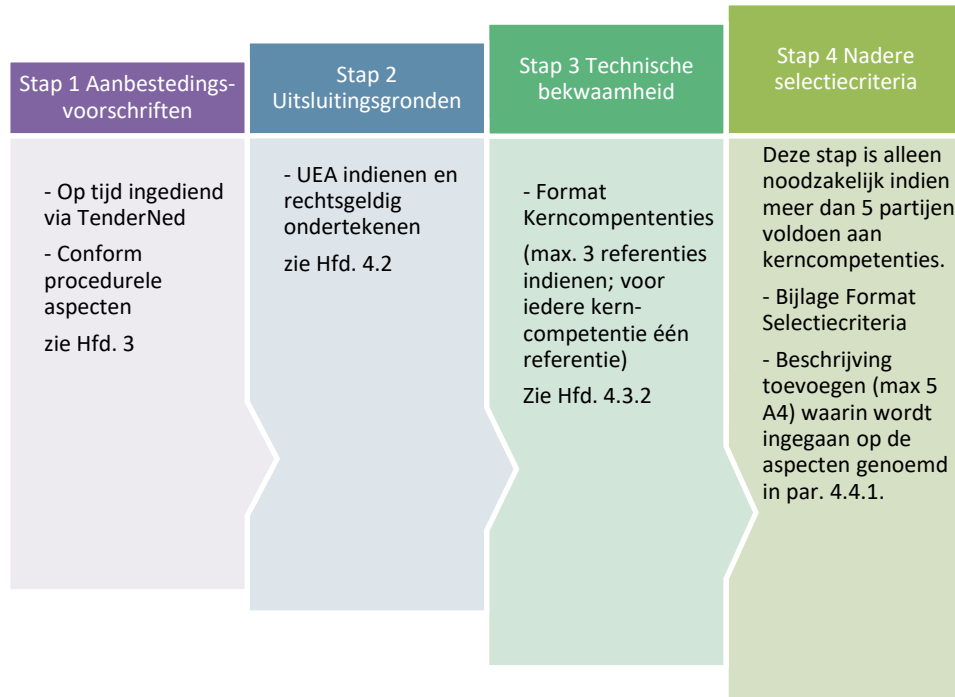 Stap 1 Aanbestedings-
voorschriften
- Op tijd ingediend
via TenderNed
- Conform
procedurele
aspecten
zie Hfd. 3
Stap 2
Uitsluitingsgronden
- UEA indienen en
rechtsgeldig
ondertekenen
zie Hfd. 4.2
Stap 3 Technische
bekwaamheid
- Format
Kerncompententies
(max. 3 referenties
indienen; voor
iedere kern-
competentie één
referentie)
Zie Hfd. 4.3.2
Stap 4 Nadere
selectiecriteria
Deze stap is alleen
noodzakelijk indien
meer dan 5 partijen
voldoen aan
kerncompetenties.
- Bijlage Format
Selectiecriteria
- Beschrijving
toevoegen (max 5
A4) waarin wordt
ingegaan op de
aspecten genoemd
in par. 4.4.1.